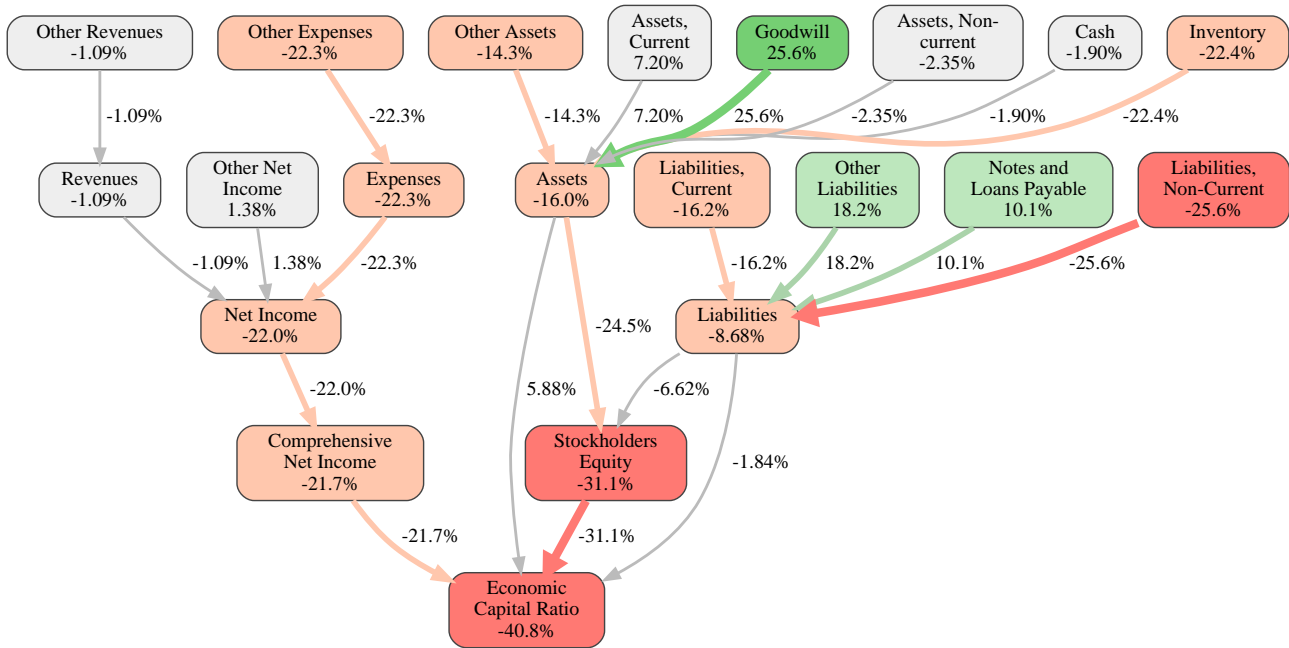 Other Revenues
-1.09%
Other Expenses
-22.3%
Other Assets
-14.3%
Assets,
Current
7.20%
Goodwill
25.6%
Assets, Non-
current
-2.35%
Cash
-1.90%
Inventory
-22.4%
-1.09%
-22.3%
-14.3%
7.20%
25.6%
-2.35%
-1.90%
-22.4%
Revenues
-1.09%
Other Net
Income
1.38%
Expenses
-22.3%
Assets
-16.0%
Liabilities,
Current
-16.2%
Other
Liabilities
18.2%
Notes and
Loans Payable
10.1%
Liabilities,
Non-Current
-25.6%
-1.09%
1.38%
-22.3%
-16.2%
18.2%
10.1%
-25.6%
Net Income
-22.0%
-24.5%
Liabilities
-8.68%
-22.0%
5.88%
-6.62%
Comprehensive
Net Income
-21.7%
Stockholders
Equity
-31.1%
-1.84%
-21.7%
-31.1%
Economic
Capital Ratio
-40.8%